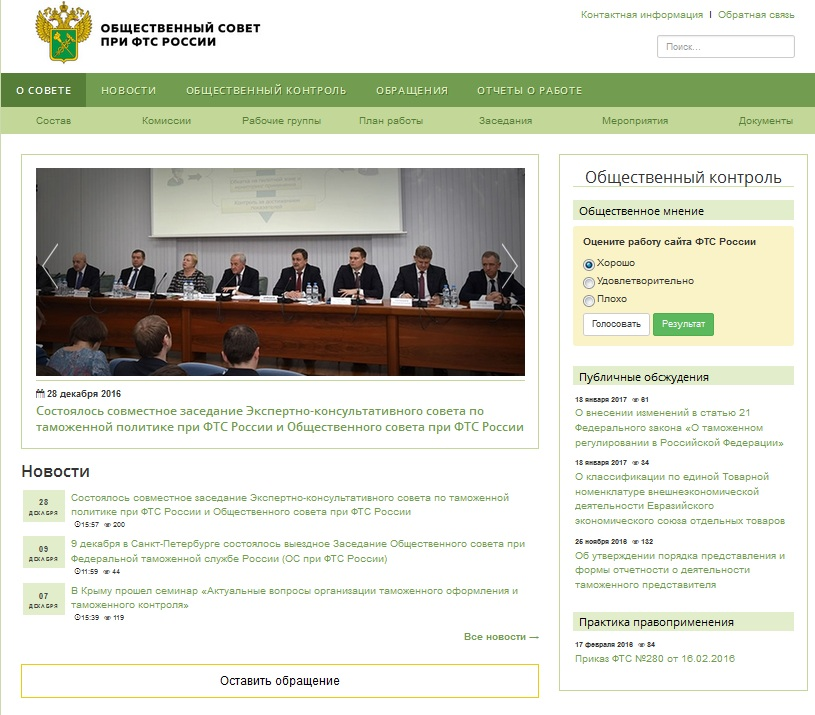 ОБЩЕСТВЕННЫЙ СОВЕТ
ПРИ ФТС РОССИИ
Контактная информация | Обратная связь
Поиск...
О СОВЕТЕ НОВОСТИ ОБЩЕСТВЕННЫЙ КОНТРОЛЬ ОБРАЩЕНИЯ ОТЧЕТЫ О РАБОТЕ
Состав Комиссии Рабочие группы План работы Заседания Мероприятия Документы
28 декабря 2016
Состоялось совместное заседание Экспертно-консультативного совета по
таможенной политике при ФТС России и Общественного совета при ФТС России
Новости
28
ДЕКАБРЯ
Состоялось совместное заседание Экспертно-консультативного совета по таможенной
политике при ФТС России и Общественного совета при ФТС России
15:57 200
09
ДЕКАБРЯ
9 декабря в Санкт-Петербурге состоялось выездное Заседание Общественного совета при
Федеральной таможенной службе России (ОС при ФТС России)
11:59 44
07
ДЕКАБРЯ
В Крыму прошел семинар «Актуальные вопросы организации таможенного оформления и
таможенного контроля»
15:39 119
Все новости →
Оставить обращение
Общественный контроль
Общественное мнение
Оцените работу сайта ФТС России
Хорошо
Удовлетворительно
Плохо
Голосовать Результат
Публичные обсжудения
18 января 2017 61
О внесении изменений в статью 21
Федерального закона «О таможенном
регулировании в Российской Федерации»
18 января 2017 34
О классификации по единой Товарной
номенклатуре внешнеэкономической
деятельности Евразийского
экономического союза отдельных товаров
26 ноября 2016 132
Об утверждении порядка представления и
формы отчетности о деятельности
таможенного представителя
Практика правоприменения
17 февраля 2016 84
Приказ ФТС №280 от 16.02.2016